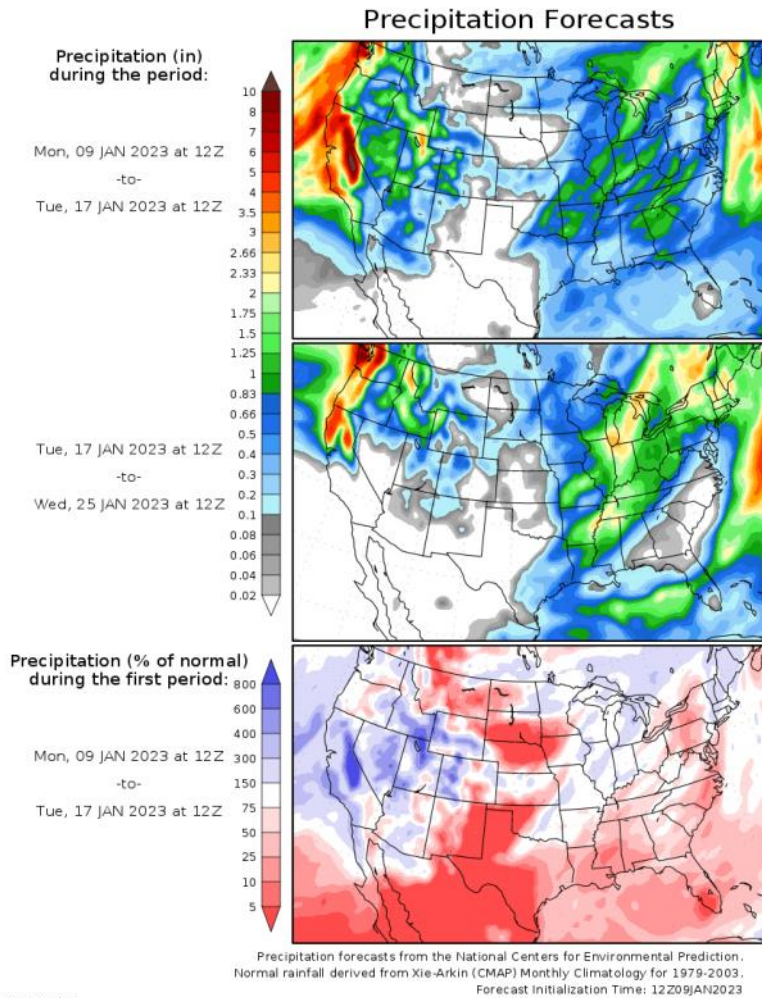 Precipitation Forecasts
Precipitation (in)
during the period:
Mon, 09 JAN 2023 at 12Z
-to-
Tue, 17 JAN 2023 at 12Z
10
8
7
6
5
4
3.5
3
2.66
2.33
2
1.75
1.5
1.25
1
0.83
0.66
0.5
0.4
0.3
0.2
0.1
0.08
0.06
0.04
0.02
Tue, 17 JAN 2023 at 12Z
-to-
Wed, 25 JAN 2023 at 12Z
Precipitation (% of normal)
during the first period:
Mon, 09 JAN 2023 at 12Z
-to-
Tue, 17 JAN 2023 at 12Z
800
600
400
300
150
75
50
25
10
5
Precipitation forecasts from the National Centers for Environmental Prediction.
Normal rainfall derived from Xie-Arkin (CMAP) Monthly Climatology for 1979-2003.
Forecast Initialization Time: 12Z09JAN2023